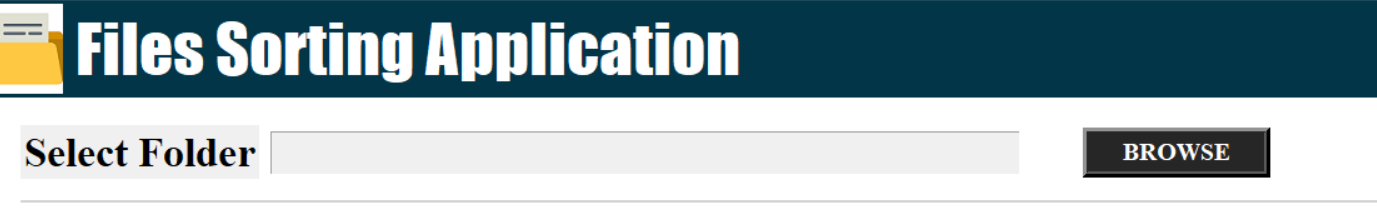 Files Sorting Application
Select Folder
BROWSE